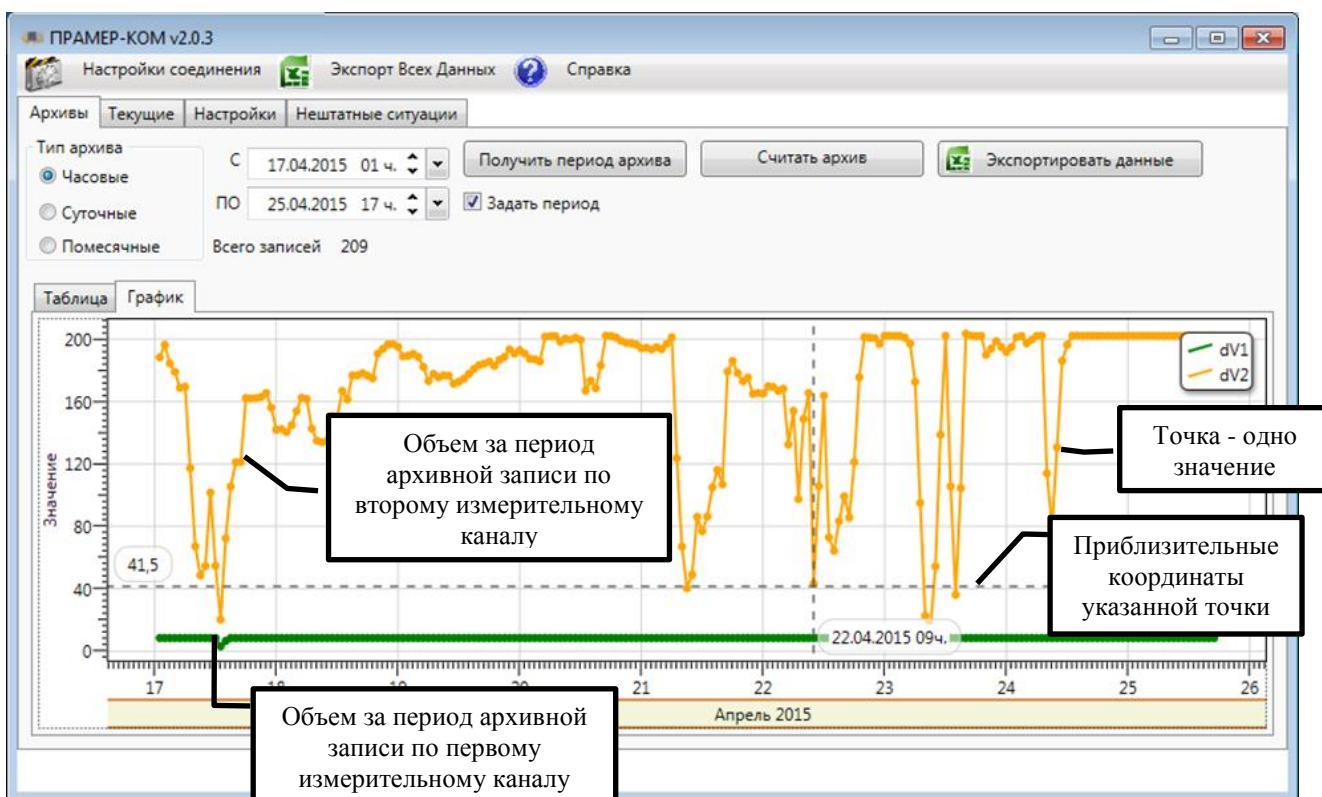 ПРАМЕР-КОМ v2.0.3
Настройки соединения Экспорт Всех Данных Справка
Архивы Текущие Настройки Нештатные ситуации
Тип архива
Часовые
Суточные
Помесячные
С 17.04.2015 01 ч. Получить период архива Считать архив Экспортировать данные
ПО 25.04.2015 17 ч. Задать период
Всего записей 209
Таблица График
Значение
200
160
120
80
40
0
41,5
dV1
dV2
Объем за период
архивной записи по
второму измерительному
каналу
Точка - одно
значение
Приблизительные
координаты
указанной точки
22.04.2015 09ч.
17 18 19 20 21 22 23 24 25 26
Апрель 2015
Объем за период архивной
записи по первому
измерительному каналу